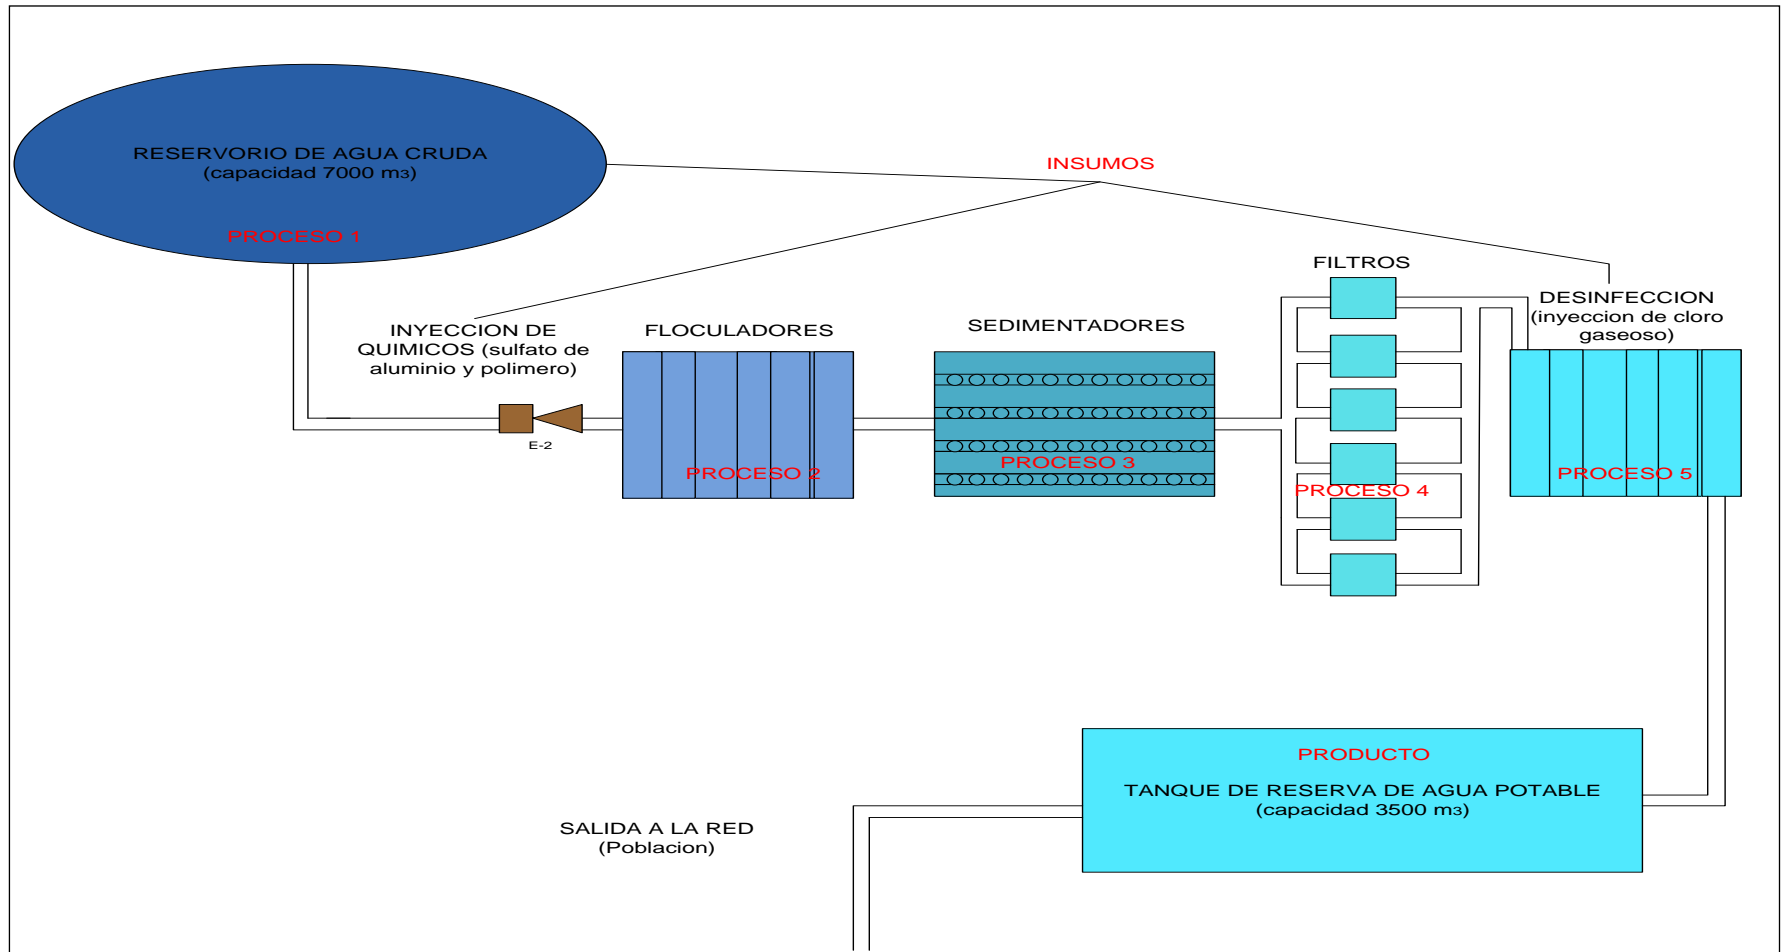 RESERVORIO DE AGUA CRUDA
(capacidad 7000 m3)
PROCESO 1
INSUMOS
INYECCION DE
QUIMICOS (sulfato de
aluminio y polimero)
E-2
FLOCULADORES
PROCESO 2
SEDIMENTADORES
PROCESO 3
FILTROS
PROCESO 4
DESINFECCION
(inyeccion de cloro
gaseoso)
PROCESO 5
PRODUCTO
TANQUE DE RESERVA DE AGUA POTABLE
(capacidad 3500 m3)
SALIDA A LA RED
(Poblacion)